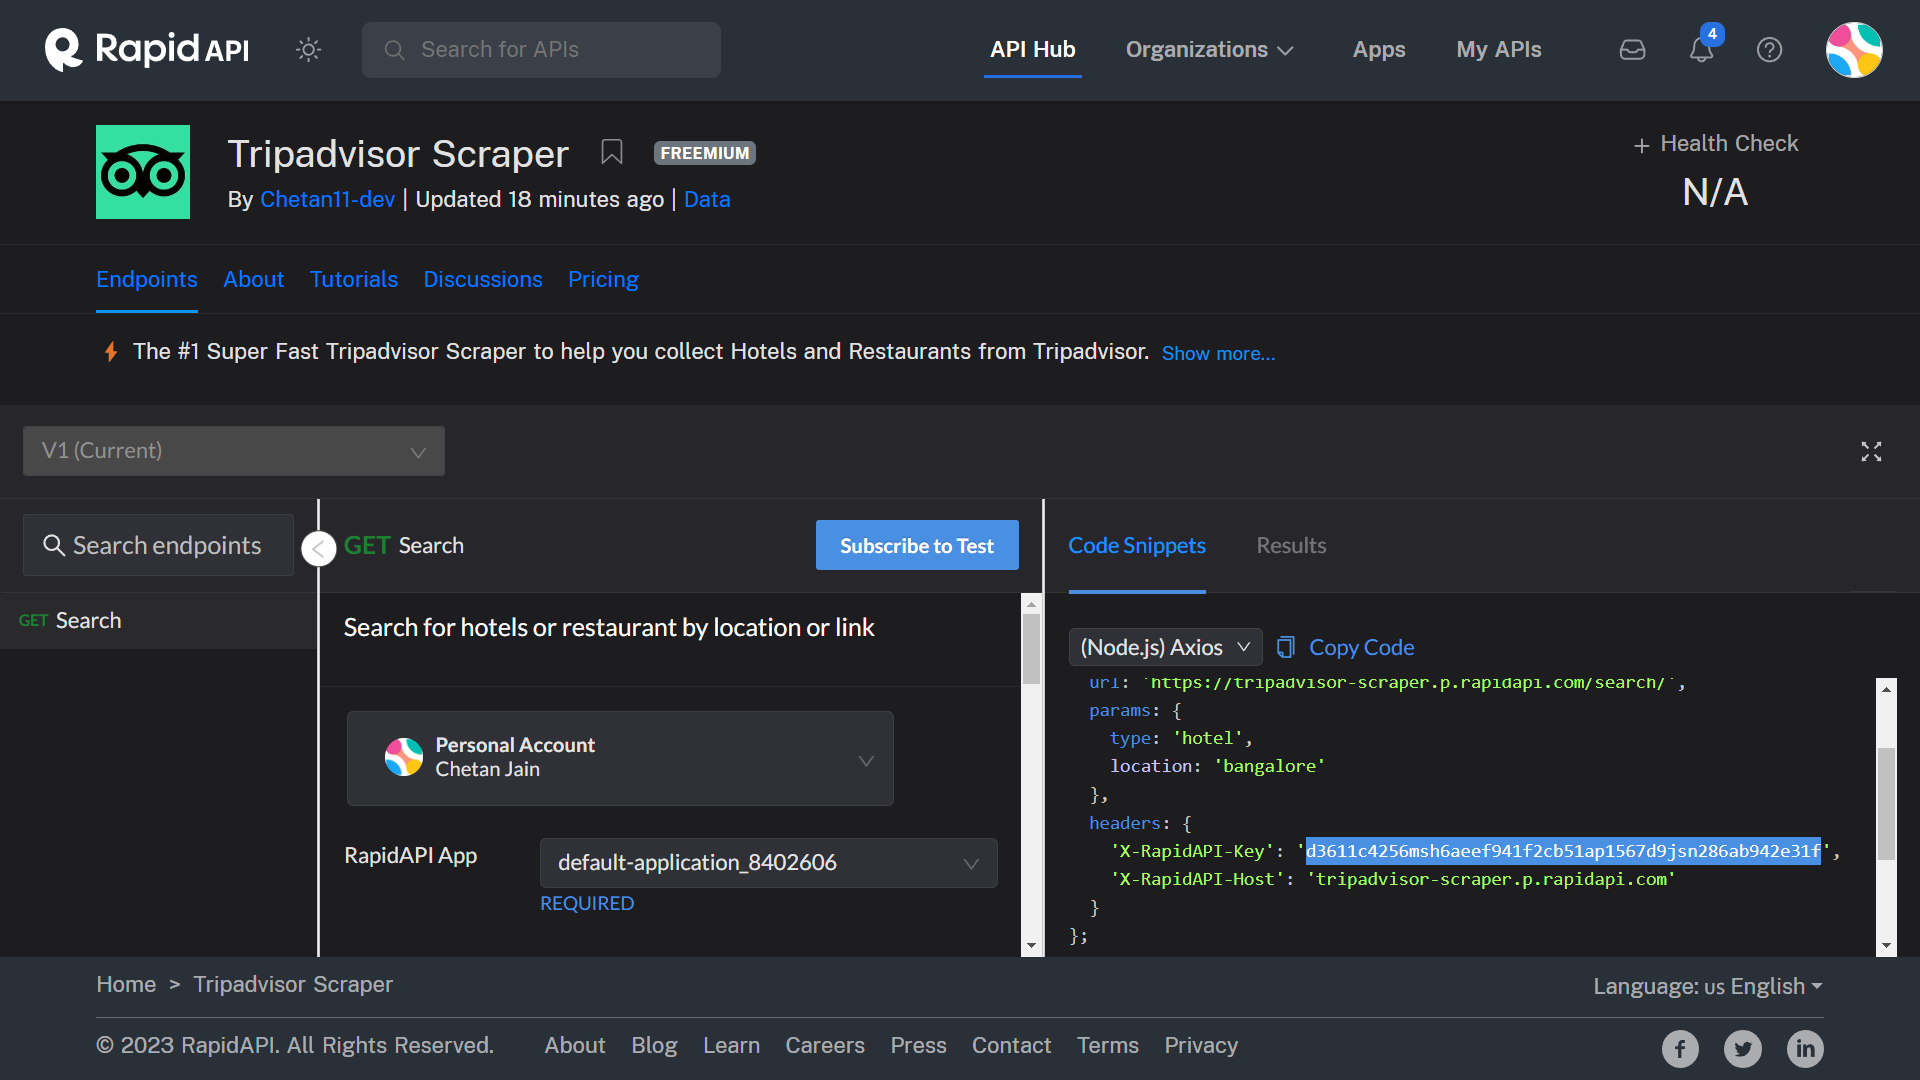 Rapid API
Search for APIs
API Hub
Organizations
Apps
My APIs
4
Tripadvisor Scraper
FREEMIUM
By Chetan11-dev | Updated 18 minutes ago | Data
+ Health Check
N/A
Endpoints
About
Tutorials
Discussions
Pricing
The #1 Super Fast Tripadvisor Scraper to help you collect Hotels and Restaurants from Tripadvisor. Show more...
V1 (Current)
Search endpoints
GET Search
GET Search
Subscribe to Test
Search for hotels or restaurant by location or link
Personal Account
Chetan Jain
RapidAPI App
default-application_8402606
REQUIRED
Code Snippets
Results
(Node.js) Axios
Copy Code
url: 'https://tripadvisor-scraper.p.rapidapi.com/search/',
params: {
type: 'hotel',
location: 'bangalore'
},
headers: {
'X-RapidAPI-Key': 'd3611c4256msh6aeef941f2cb51ap1567d9jsn286ab942e31f',
'X-RapidAPI-Host': 'tripadvisor-scraper.p.rapidapi.com'
}
};
Home > Tripadvisor Scraper
Language: US English
© 2023 RapidAPI. All Rights Reserved.
About
Blog
Learn
Careers
Press
Contact
Terms
Privacy